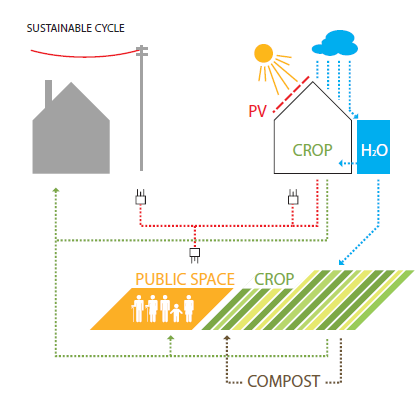 SUSTAINABLE CYCLE
PV
CROP
H₂O
PUBLIC SPACE
CROP
COMPOST